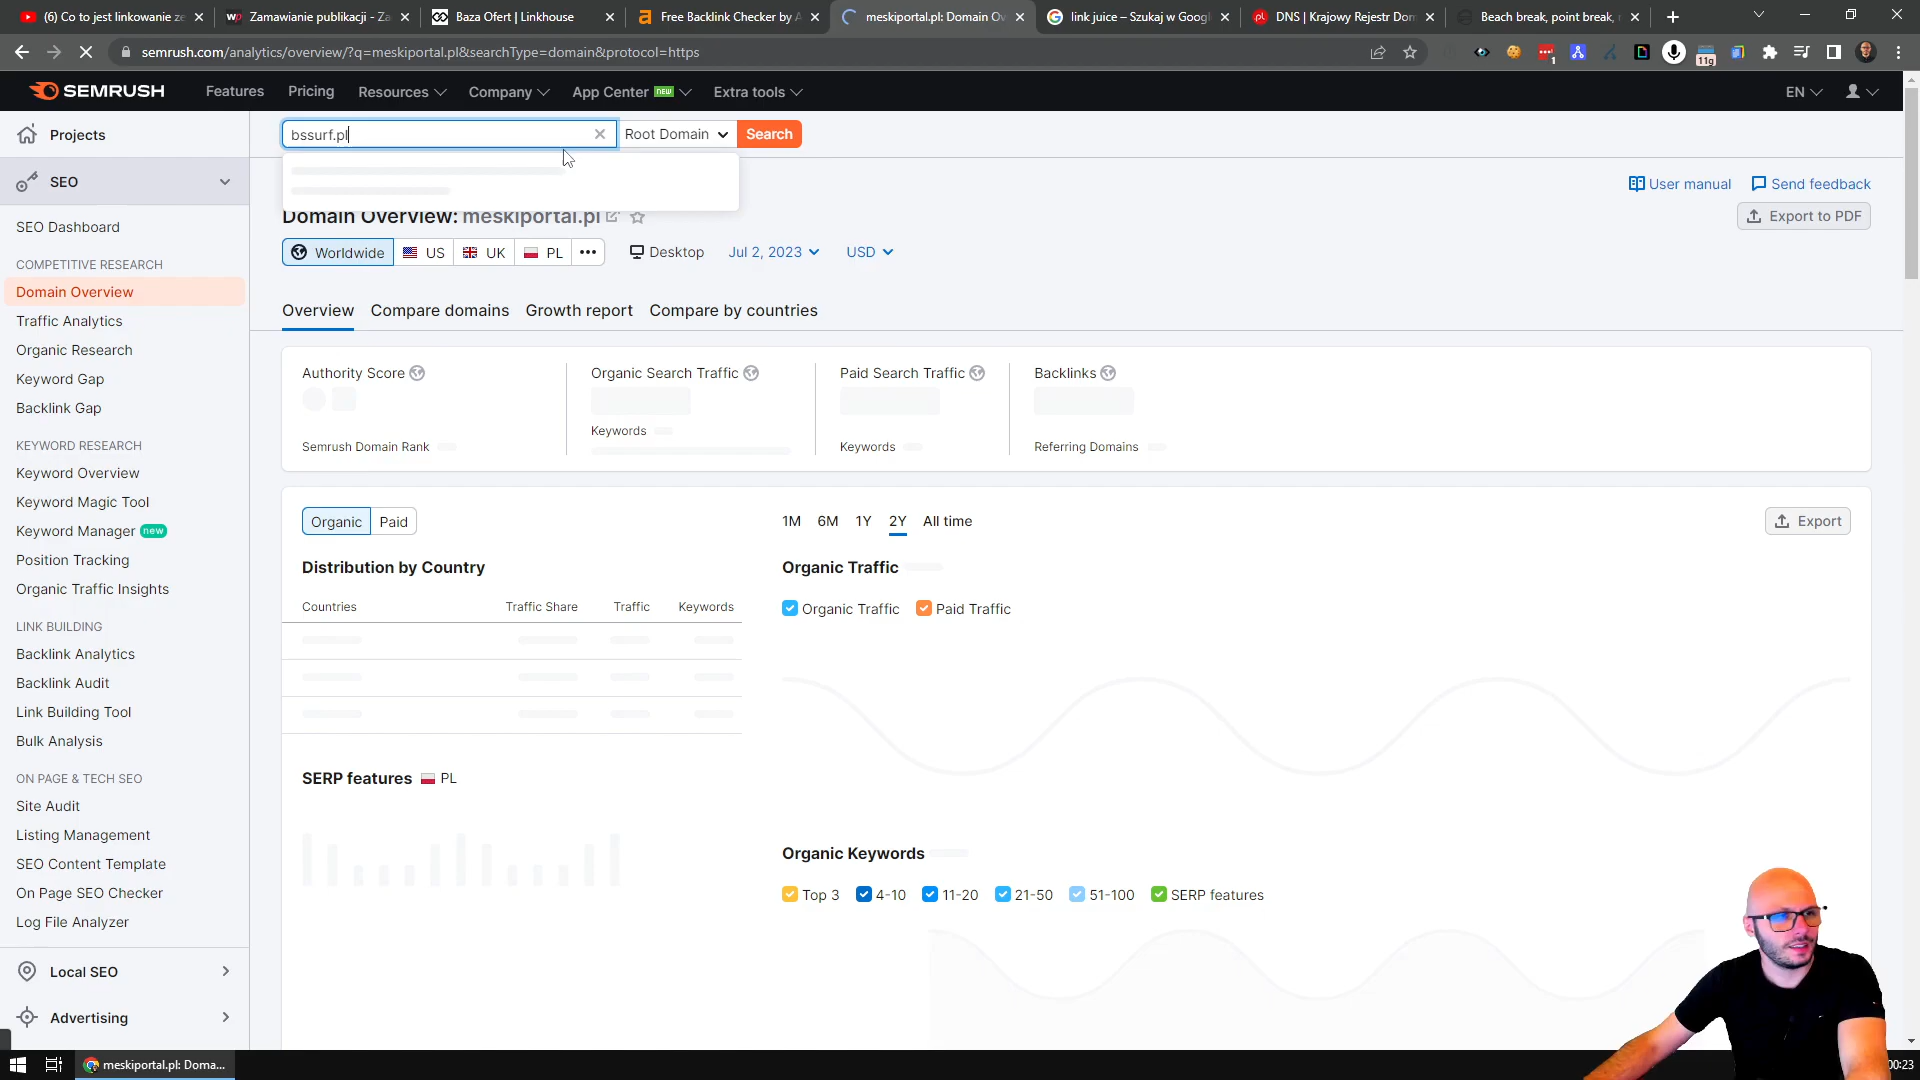 (6) Co to jest linkowanie ze
Zamawianie publikacji - Za
Baza Ofert | Linkhouse
Free Backlink Checker by A
meskiportal.pl: Domain Ov
link juice – Szukaj w Googl
DNS | Krajowy Rejestr Dom
Beach break, point break,
semrush.com/analytics/overview/?q=meskiportal.pl&searchType=domain&protocol=https
1
11g
SEMRUSH
Features
Pricing
Resources
Company
App Center NEW
Extra tools
EN
Projects
bssurf.pl
Root Domain
Search
SEO
User manual
Send feedback
Domain Overview: meskiportal.pl
Export to PDF
SEO Dashboard
Worldwide
US
UK
PL
Desktop
Jul 2, 2023
USD
COMPETITIVE RESEARCH
Domain Overview
Traffic Analytics
Organic Research
Keyword Gap
Backlink Gap
Overview
Compare domains
Growth report
Compare by countries
Authority Score
Organic Search Traffic
Paid Search Traffic
Backlinks
Semrush Domain Rank
Keywords
Keywords
Referring Domains
KEYWORD RESEARCH
Keyword Overview
Keyword Magic Tool
Keyword Manager new
Position Tracking
Organic Traffic Insights
Organic
Paid
1M
6M
1Y
2Y
All time
Export
Distribution by Country
Organic Traffic
Countries
Traffic Share
Traffic
Keywords
Organic Traffic
Paid Traffic
LINK BUILDING
Backlink Analytics
Backlink Audit
Link Building Tool
Bulk Analysis
SERP features PL
ON PAGE & TECH SEO
Site Audit
Listing Management
SEO Content Template
On Page SEO Checker
Log File Analyzer
Organic Keywords
Top 3
4-10
11-20
21-50
51-100
SERP features
Local SEO
Advertising
meskiportal.pl: Doma...
00:23